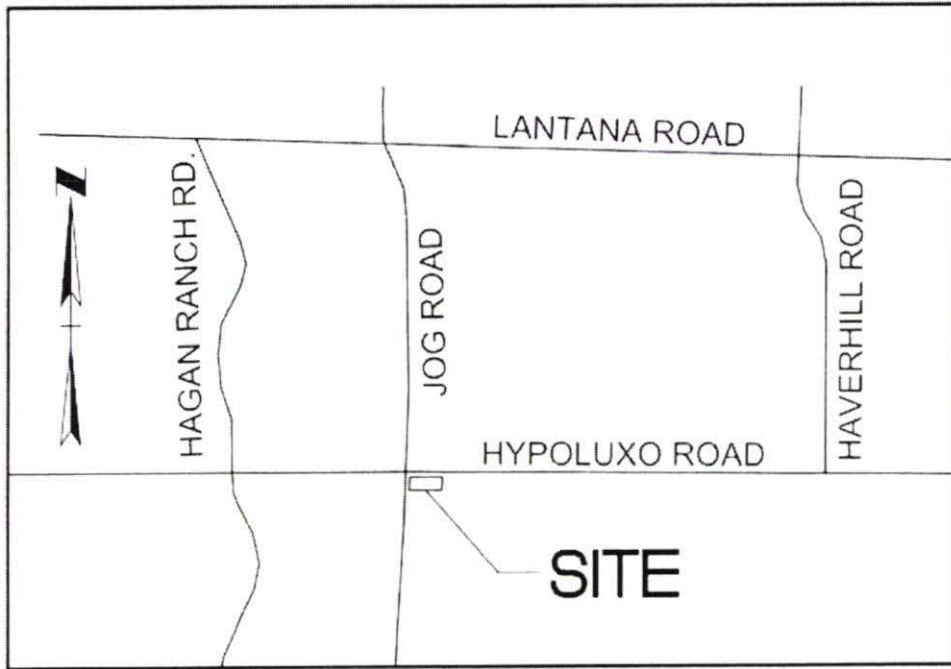 LANTANA ROAD
N
HAGAN RANCH RD.
JOG ROAD
HAVERHILL ROAD
HYPOLUXO ROAD
SITE